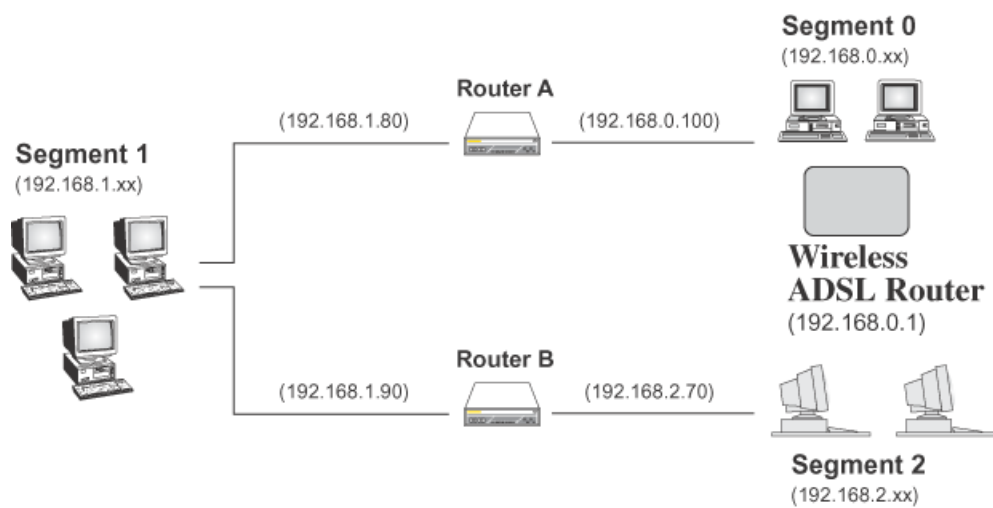 Segment 0
(192.168.0.xx)
Router A
(192.168.1.80)
(192.168.0.100)
Segment 1
(192.168.1.xx)
Wireless
ADSL Router
(192.168.0.1)
Router B
(192.168.1.90)
(192.168.2.70)
Segment 2
(192.168.2.xx)